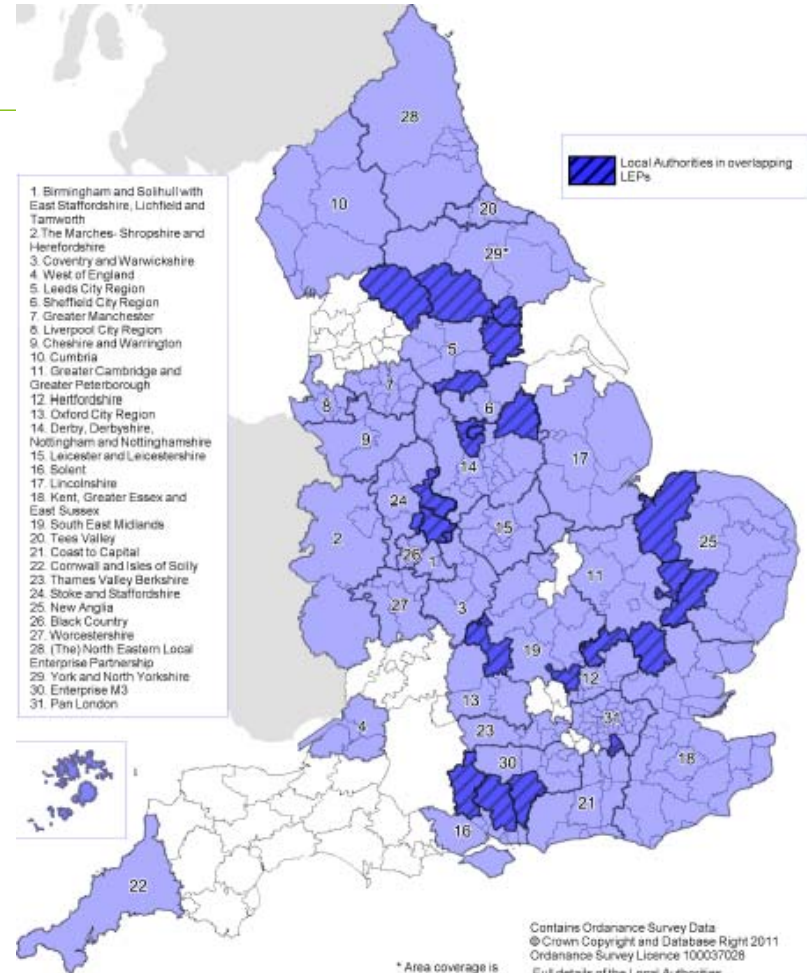 1. Birmingham and Solihull with
East Staffordshire, Lichfield and
Tamworth
2.The Marches- Shropshire and
Herefordshire
3. Coventry and Warwickshire
4. West of England
5. Leeds City Region
6. Sheffield City Region
7. Greater Manchester
8. Liverpool City Region
9. Cheshire and Warrington
10. Cumbria
11. Greater Cambridge and
Greater Peterborough
12. Hertfordshire
13. Oxford City Region
14. Derby, Derbyshire,
Nottingham and Nottinghamshire
15. Leicester and Leicestershire
16. Solent
17. Lincolnshire
18. Kent, Greater Essex and
East Sussex
19. South East Midlands
20. Tees Valley
21. Coast to Capital
22. Cornwall and Isles of Scilly
23. Thames Valley Berkshire
24. Stoke and Staffordshire
25. New Anglia
26. Black Country
27. Worcestershire
28. (The) North Eastern Local
Enterprise Partnership
29. York and North Yorkshire
30. Enterprise M3
31. Pan London
Local Authorities in overlapping
LEPs
28
10
20
29*
5
7
8
6
9
14
17
24
2
15
25
26
1
11
27
3
19
12
13
4
23
31
30
18
21
16
22
Contains Ordanance Survey Data
© Crown Copyright and Database Right 2011
Ordanance Survey Licence 100037028
* Area coverage is
Full details of the Local Authorities